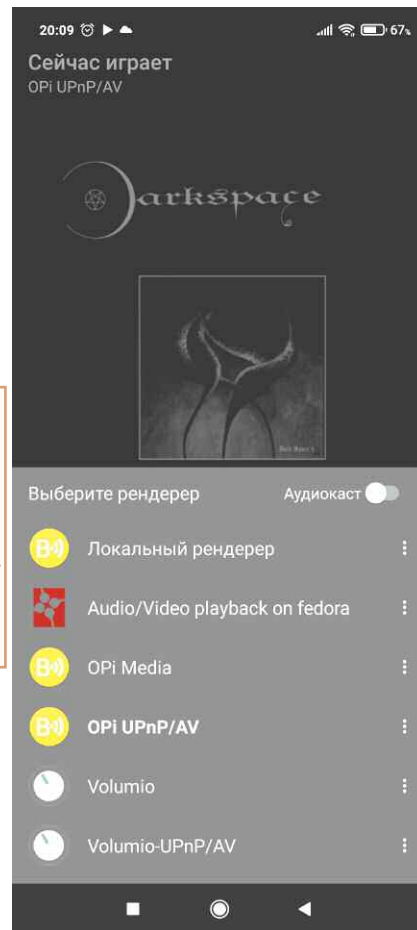 20:09
67%
Сейчас играет
OPi UPnP/AV
Darkspace
Выберите рендерер
Аудиокаст
Локальный рендерер
Audio/Video playback on fedora
OPi Media
OPi UPnP/AV
Volumio
Volumio-UPnP/AV